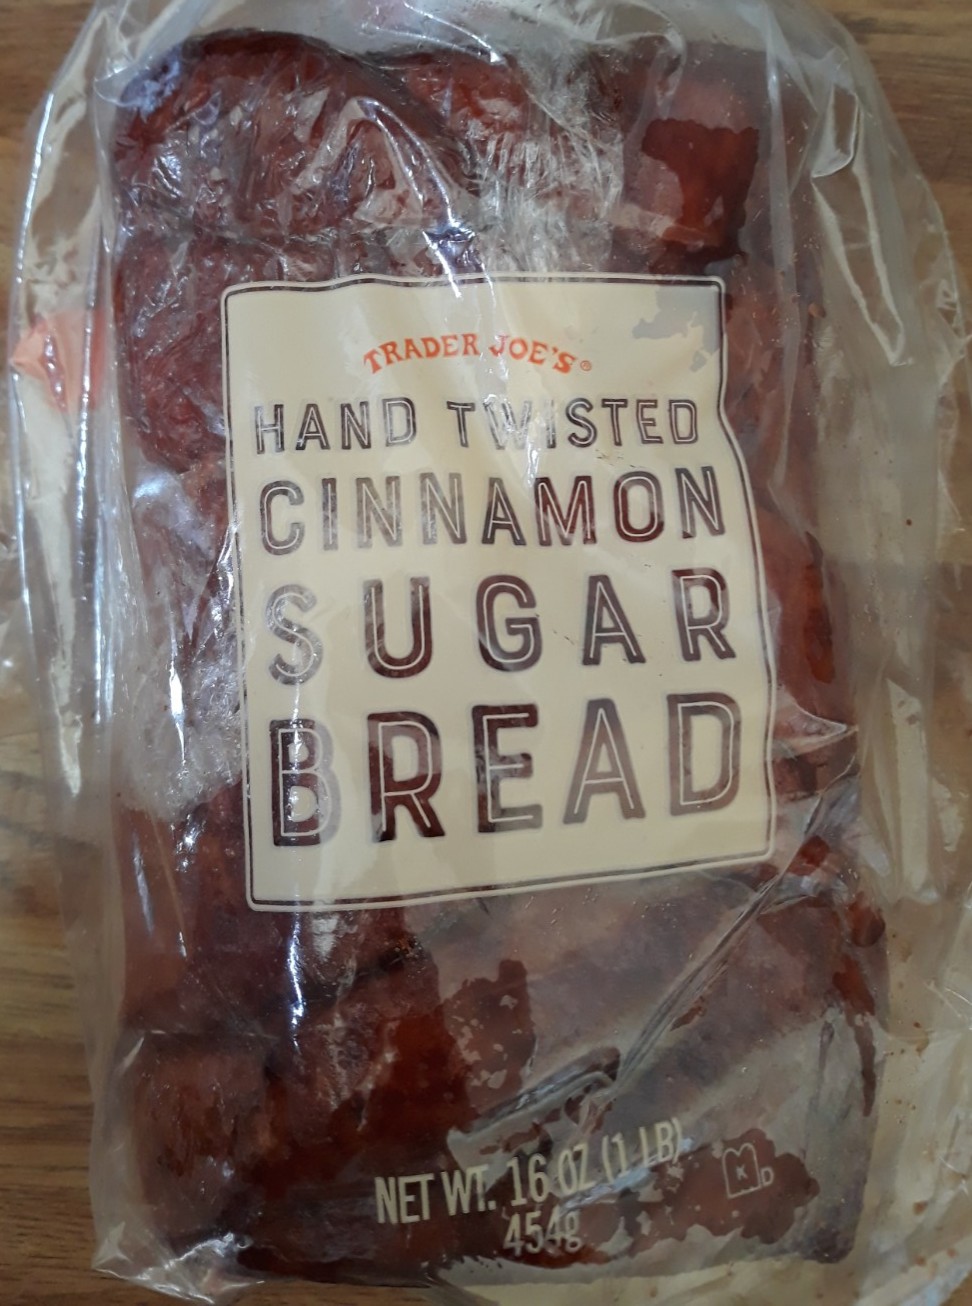 TRADER JOE'S®
HAND TWISTED
CINNAMON
SUGAR
BREAD
NET WT. 16 OZ (1 LB)
454g
K D